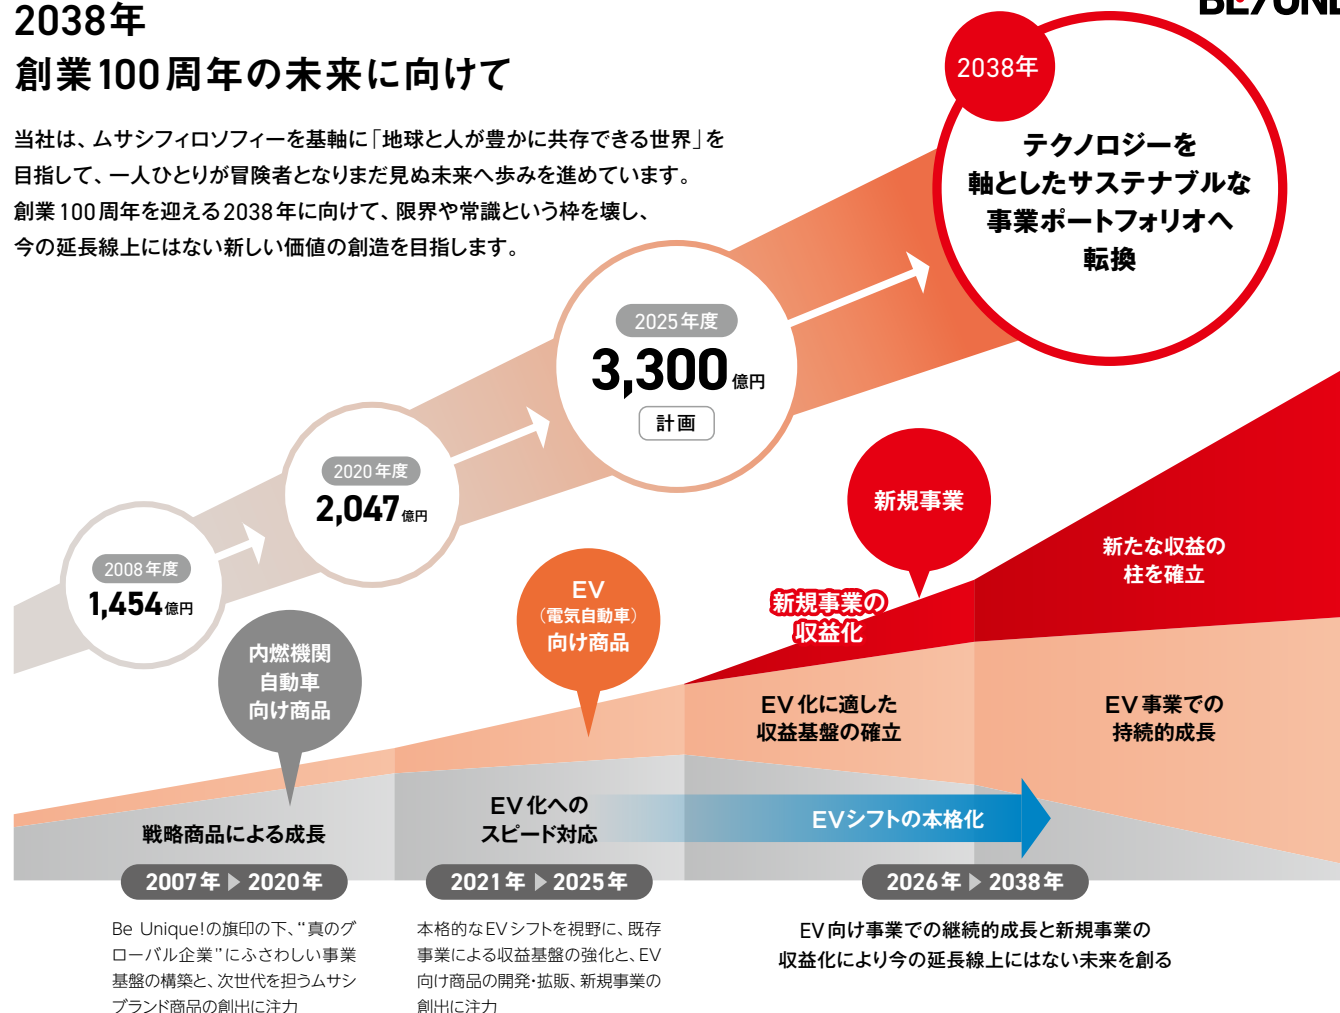 2038年
創業100周年の未来に向けて
当社は、ムサシフィロソフィーを基軸に「地球と人が豊かに共存できる世界」を
目指して、一人ひとりが冒険者となりまだ見ぬ未来へ歩みを進めています。
創業100周年を迎える2038年に向けて、限界や常識という枠を壊し、
今の延長線上にはない新しい価値の創造を目指します。
2038年
テクノロジーを
軸としたサステナブルな
事業ポートフォリオへ
転換
2025年度
3,300億円
計画
2020年度
2,047億円
2008年度
1,454億円
新規事業
新たな収益の
柱を確立
新規事業の
収益化
EV
（電気自動車）
向け商品
内燃機関
自動車
向け商品
EV化に適した
収益基盤の確立
EV事業での
持続的成長
戦略商品による成長
EV化への
スピード対応
EVシフトの本格化
2007年▶2020年
2021年▶2025年
2026年▶2038年
Be Unique!の旗印の下、“真のグ
ローバル企業”にふさわしい事業
基盤の構築と、次世代を担うムサシ
ブランド商品の創出に注力
本格的なEVシフトを視野に、既存
事業による収益基盤の強化と、EV
向け商品の開発・拡販、新規事業の
創出に注力
EV向け事業での継続的成長と新規事業の
収益化により今の延長線上にはない未来を創る